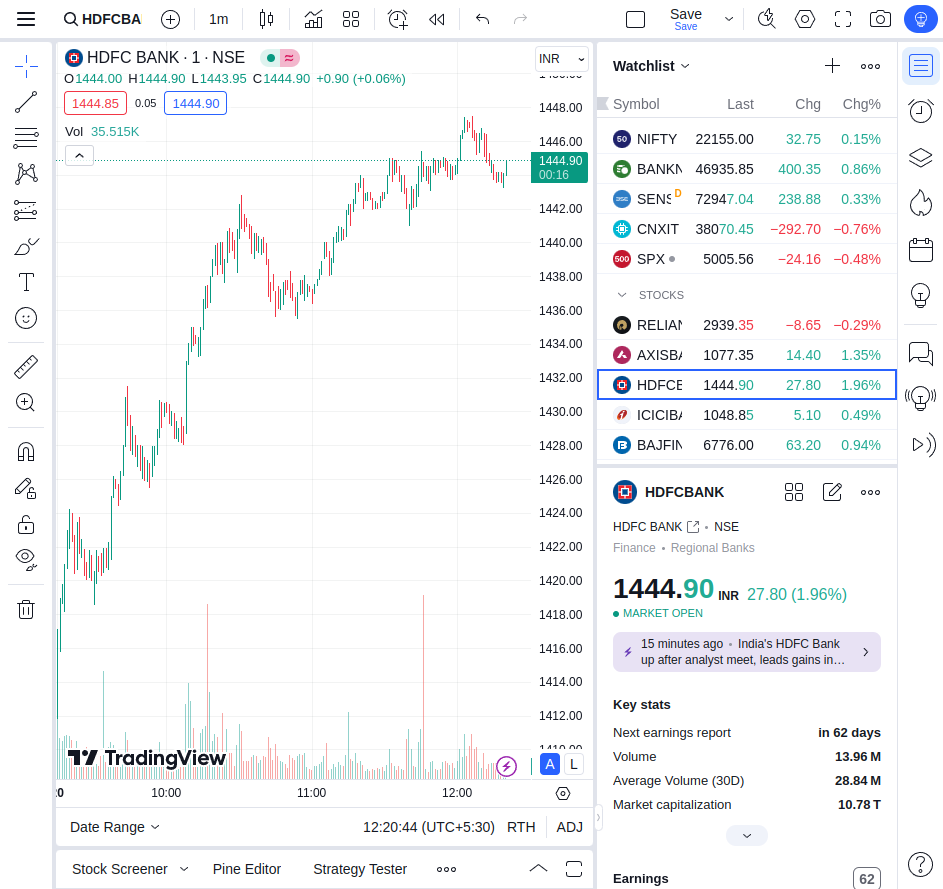 HDFCBA
1m
Save
Save
HDFC BANK · 1 · NSE
O1444.00 H1444.90 L1443.95 C1444.90 +0.90 (+0.06%)
1444.85 0.05 1444.90
Vol 35.515K
INR
1448.00
1446.00
1444.90
00:16
1442.00
1440.00
1438.00
1436.00
1434.00
1432.00
1430.00
1428.00
1426.00
1424.00
1422.00
1420.00
1418.00
1416.00
1414.00
1412.00
1410.00
TradingView
A L
10:00 11:00 12:00
Date Range
12:20:44 (UTC+5:30) RTH ADJ
Stock Screener Pine Editor Strategy Tester
Watchlist
Symbol Last Chg Chg%
50 NIFTY 22155.00 32.75 0.15%
BANKN 46935.85 400.35 0.86%
SENS D 72947.04 238.88 0.33%
CNXIT 38070.45 −292.70 −0.76%
500 SPX 5005.56 −24.16 −0.48%
STOCKS
RELIAN 2939.35 −8.65 −0.29%
AXISBA 1077.35 14.40 1.35%
HDFCB 1444.90 27.80 1.96%
ICICIBA 1048.85 5.10 0.49%
BAJFIN 6776.00 63.20 0.94%
HDFCBANK
HDFC BANK • NSE
Finance • Regional Banks
1444.90 INR 27.80 (1.96%)
MARKET OPEN
15 minutes ago • India's HDFC Bank
up after analyst meet, leads gains in…
Key stats
Next earnings report in 62 days
Volume 13.96 M
Average Volume (30D) 28.84 M
Market capitalization 10.78 T
Earnings 62